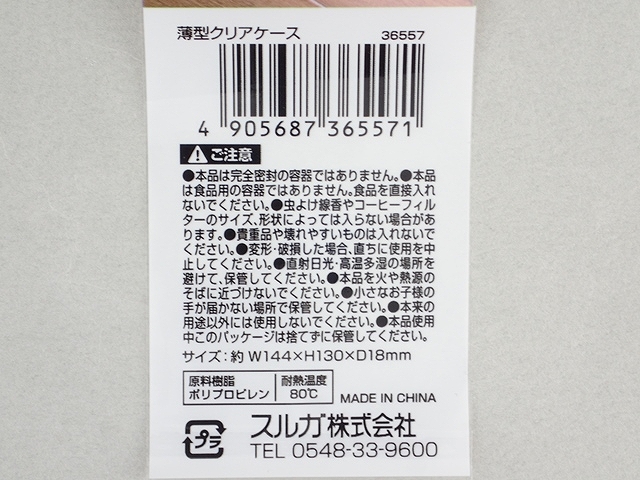 薄型クリアケース 36557
4 905687 365571
ご注意
●本品は完全密封の容器ではありません。●本品
は食品用の容器ではありません。食品を直接入れ
ないでください。●虫よけ線香やコーヒーフィル
ターのサイズ、形状によっては入らない場合があ
ります。●貴重品や壊れやすいものは入れないで
ください。●変形・破損した場合、直ちに使用を中
止してください。●直射日光・高温多湿の場所を
避けて、保管してください。●本品を火や熱源の
そばに近づけないでください。●小さなお子様の
手が届かない場所で保管してください。●本来の
用途以外には使用しないでください。●本品使用
中このパッケージは捨てずに保管してください。
サイズ：約 W144×H130×D18mm
原料樹脂 耐熱温度
ポリプロピレン 80℃ MADE IN CHINA
プラ スルガ株式会社
TEL 0548-33-9600